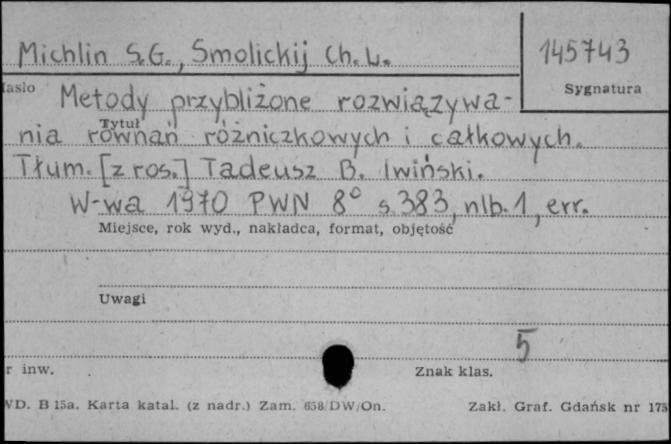 Michlin S.G., Smolickij Ch. L.
145743
Sygnatura
Hasło
Metody przybliżone rozwiązywa-
Tytuł
nia równań różniczkowych i całkowych.
Tłum. [z ros.] Tadeusz B. Iwiński.
W-wa 1970 PWN 8° s. 383, nlb. 1, err.
Miejsce, rok wyd., nakładca, format, objętość
Uwagi
5
r inw.
Znak klas.
WD. B 15a. Karta katal. (z nadr.) Zam. 658/DW/On.
Zakł. Graf. Gdańsk nr 175